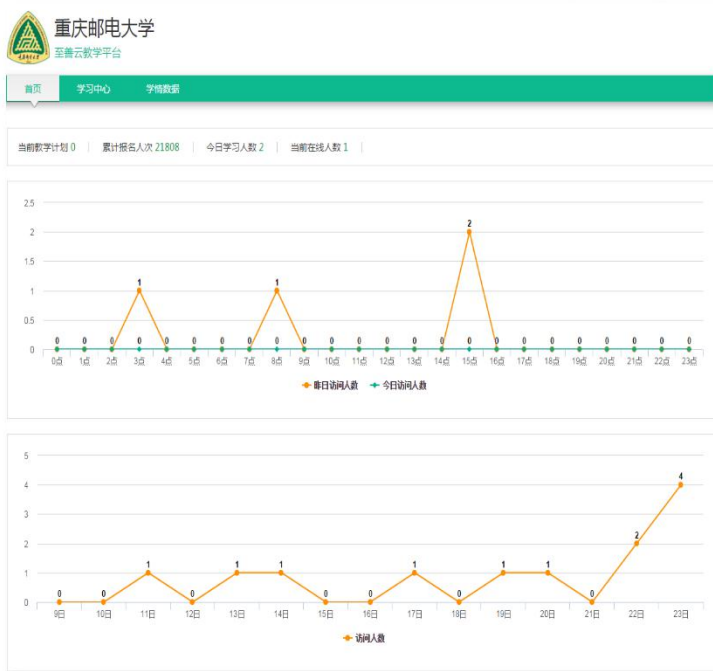 重庆邮电大学
至善云教学平台
首页 学习中心 学情数据
当前教学计划 0 累计报名人次 21808 今日学习人数 2 当前在线人数 1
2.5
2
2
1.5
1 1 1
0.5
0 0 0 0 0 0 0 0 0 0 0 0 0 0 0 0 0 0 0 0 0 0 0 0
0
0点 1点 2点 3点 4点 5点 6点 7点 8点 9点 10点 11点 12点 13点 14点 15点 16点 17点 18点 19点 20点 21点 22点 23点
昨日访问人数 今日访问人数
5
4
4
3
2 2
1 1 1 1 1 1 1
0 0 0 0 0 0 0
0
9日 10日 11日 12日 13日 14日 15日 16日 17日 18日 19日 20日 21日 22日 23日
访问人数